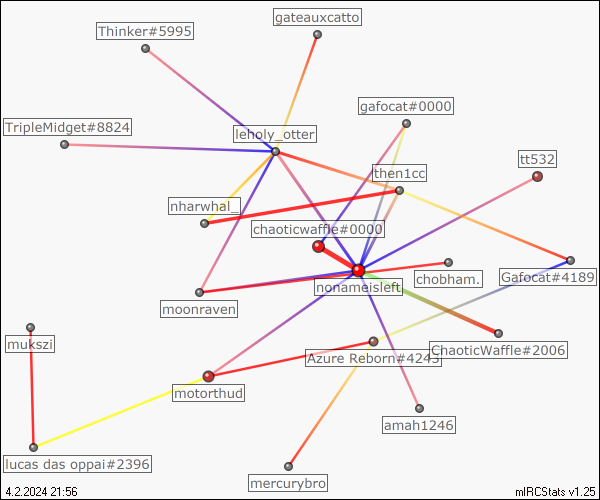 gateauxcatto
Thinker#5995
gafocat#0000
TripleMidget#8824
leholy_otter
tt532
then1cc
nharwhal_
chaoticwaffle#0000
Gafocat#4189
chobham.
nonameisleft
moonraven
mukszi
ChaoticWaffle#2006
Azure Reborn#4243
motorthud
amah1246
lucas das oppai#2396
mercurybro
4.2.2024 21:56
mIRCStats v1.25